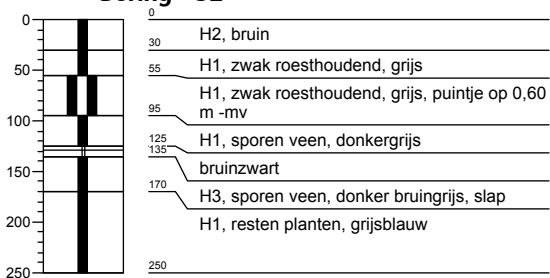 0
0
30
H2, bruin
50
55
H1, zwak roesthoudend, grijs
H1, zwak roesthoudend, grijs, puintje op 0,60
m -mv
95
100
125
H1, sporen veen, donkergrijs
135
bruinzwart
150
170
H3, sporen veen, donker bruingrijs, slap
200
H1, resten planten, grijsblauw
250
250